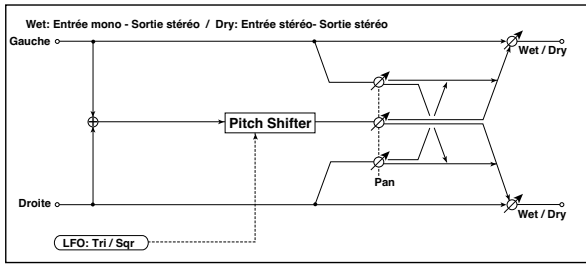 Wet: Entrée mono - Sortie stéréo / Dry: Entrée stéréo- Sortie stéréo
Gauche
Wet / Dry
Pitch Shifter
Pan
Droite
Wet / Dry
LFO: Tri / Sqr